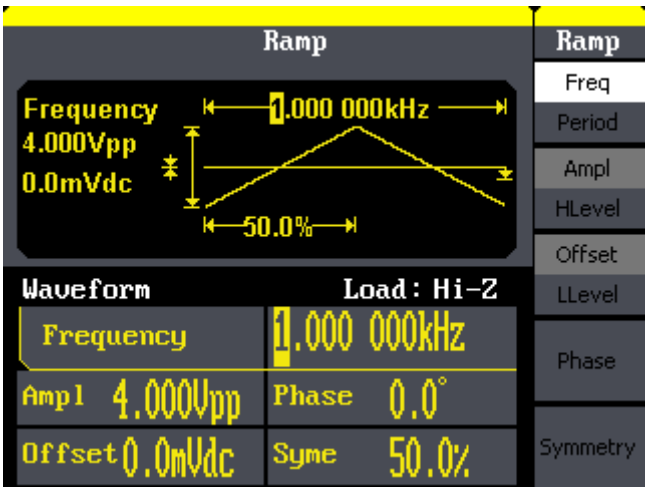 Ramp
Frequency 1.000 000kHz
4.000Vpp
0.0mVdc
50.0%
Waveform Load: Hi-Z
Frequency 1.000 000kHz
Ampl 4.000Vpp Phase 0.0°
Offset 0.0mVdc Syme 50.0%
Ramp
Freq
Period
Ampl
HLevel
Offset
LLevel
Phase
Symmetry